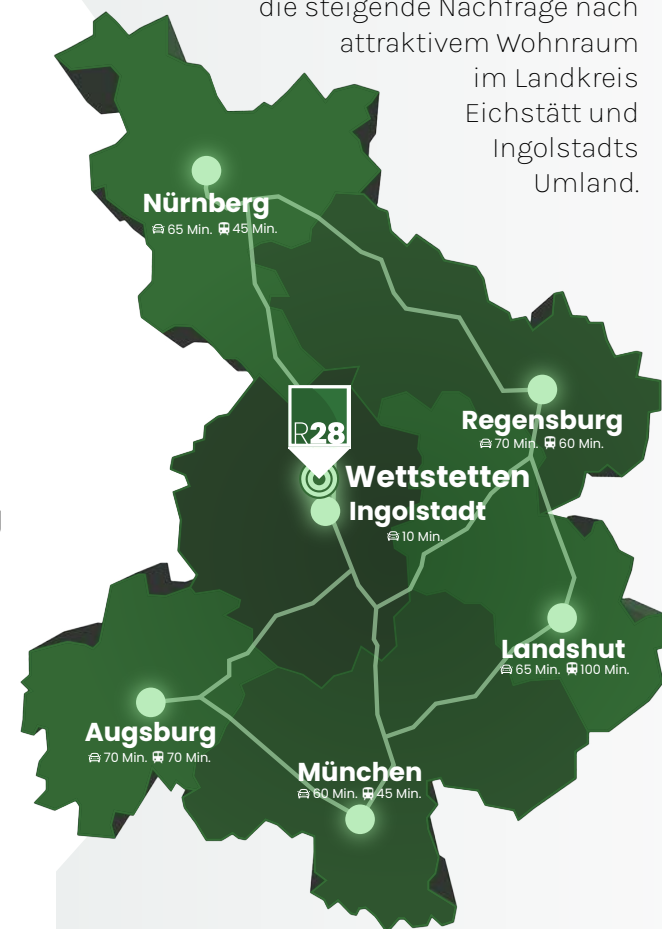 die steigende Nachfrage nach
attraktivem Wohnraum
im Landkreis
Eichstätt und
Ingolstadts
Umland.
Nürnberg
65 Min. 45 Min.
R28
Regensburg
70 Min. 60 Min.
Wettstetten
Ingolstadt
10 Min.
Landshut
65 Min. 100 Min.
Augsburg
70 Min. 70 Min.
München
60 Min. 45 Min.